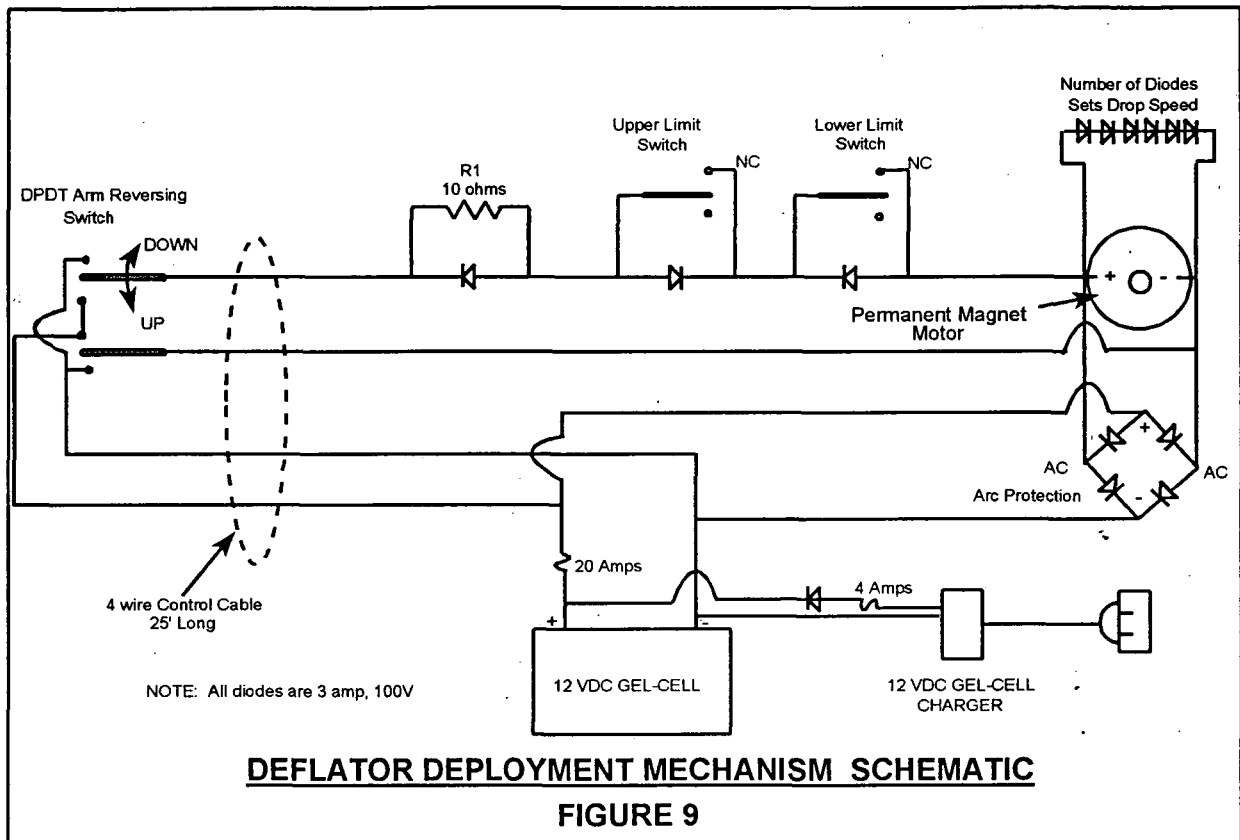 Number of Diodes
Sets Drop Speed
Upper Limit
Switch
Lower Limit
Switch
NC
NC
R1
10 ohms
DPDT Arm Reversing
Switch
DOWN
UP
+
-
Permanent Magnet
Motor
+
AC
AC
Arc Protection
-
20 Amps
4 Amps
4 wire Control Cable
25' Long
+
-
NOTE: All diodes are 3 amp, 100V
12 VDC GEL-CELL
12 VDC GEL-CELL
CHARGER
DEFLATOR DEPLOYMENT MECHANISM SCHEMATIC
FIGURE 9